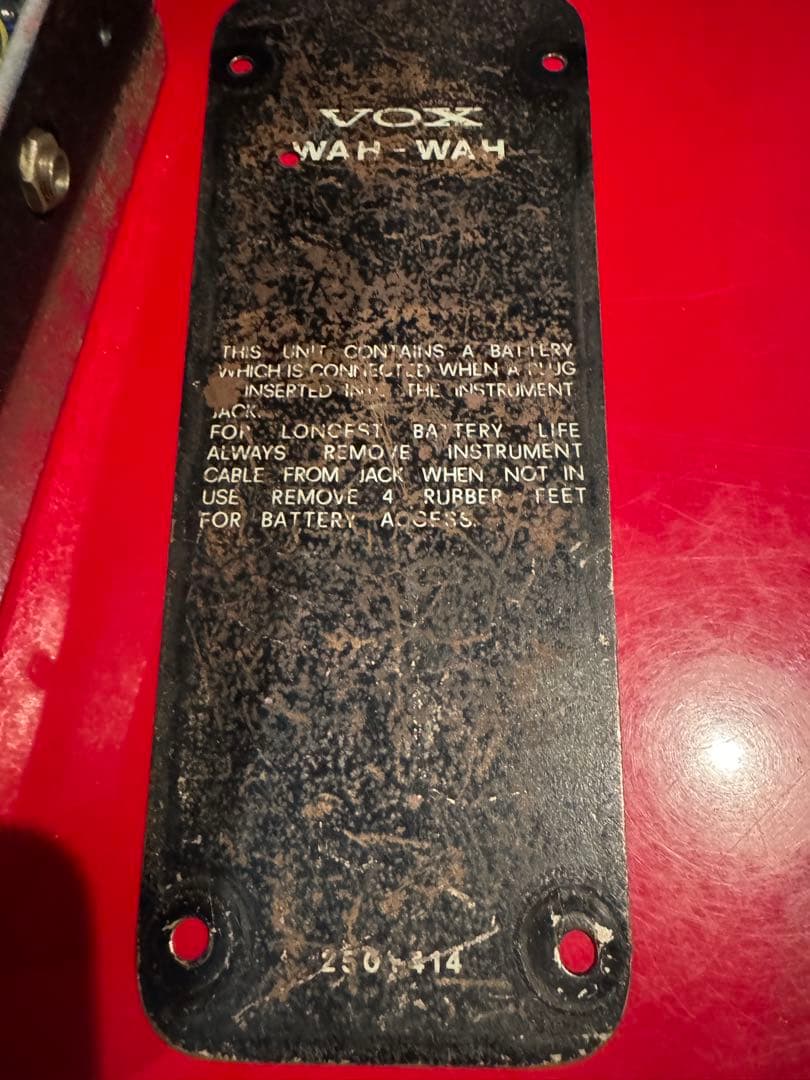 VOX
WAH-WAH
THIS UNIT CONTAINS A BATTERY
WHICH IS CONNECTED WHEN A PLUG
INSERTED INTO THE INSTRUMENT
JACK.
FOR LONGEST BATTERY LIFE
ALWAYS REMOVE INSTRUMENT
CABLE FROM JACK WHEN NOT IN
USE REMOVE 4 RUBBER FEET
FOR BATTERY ACCESS.